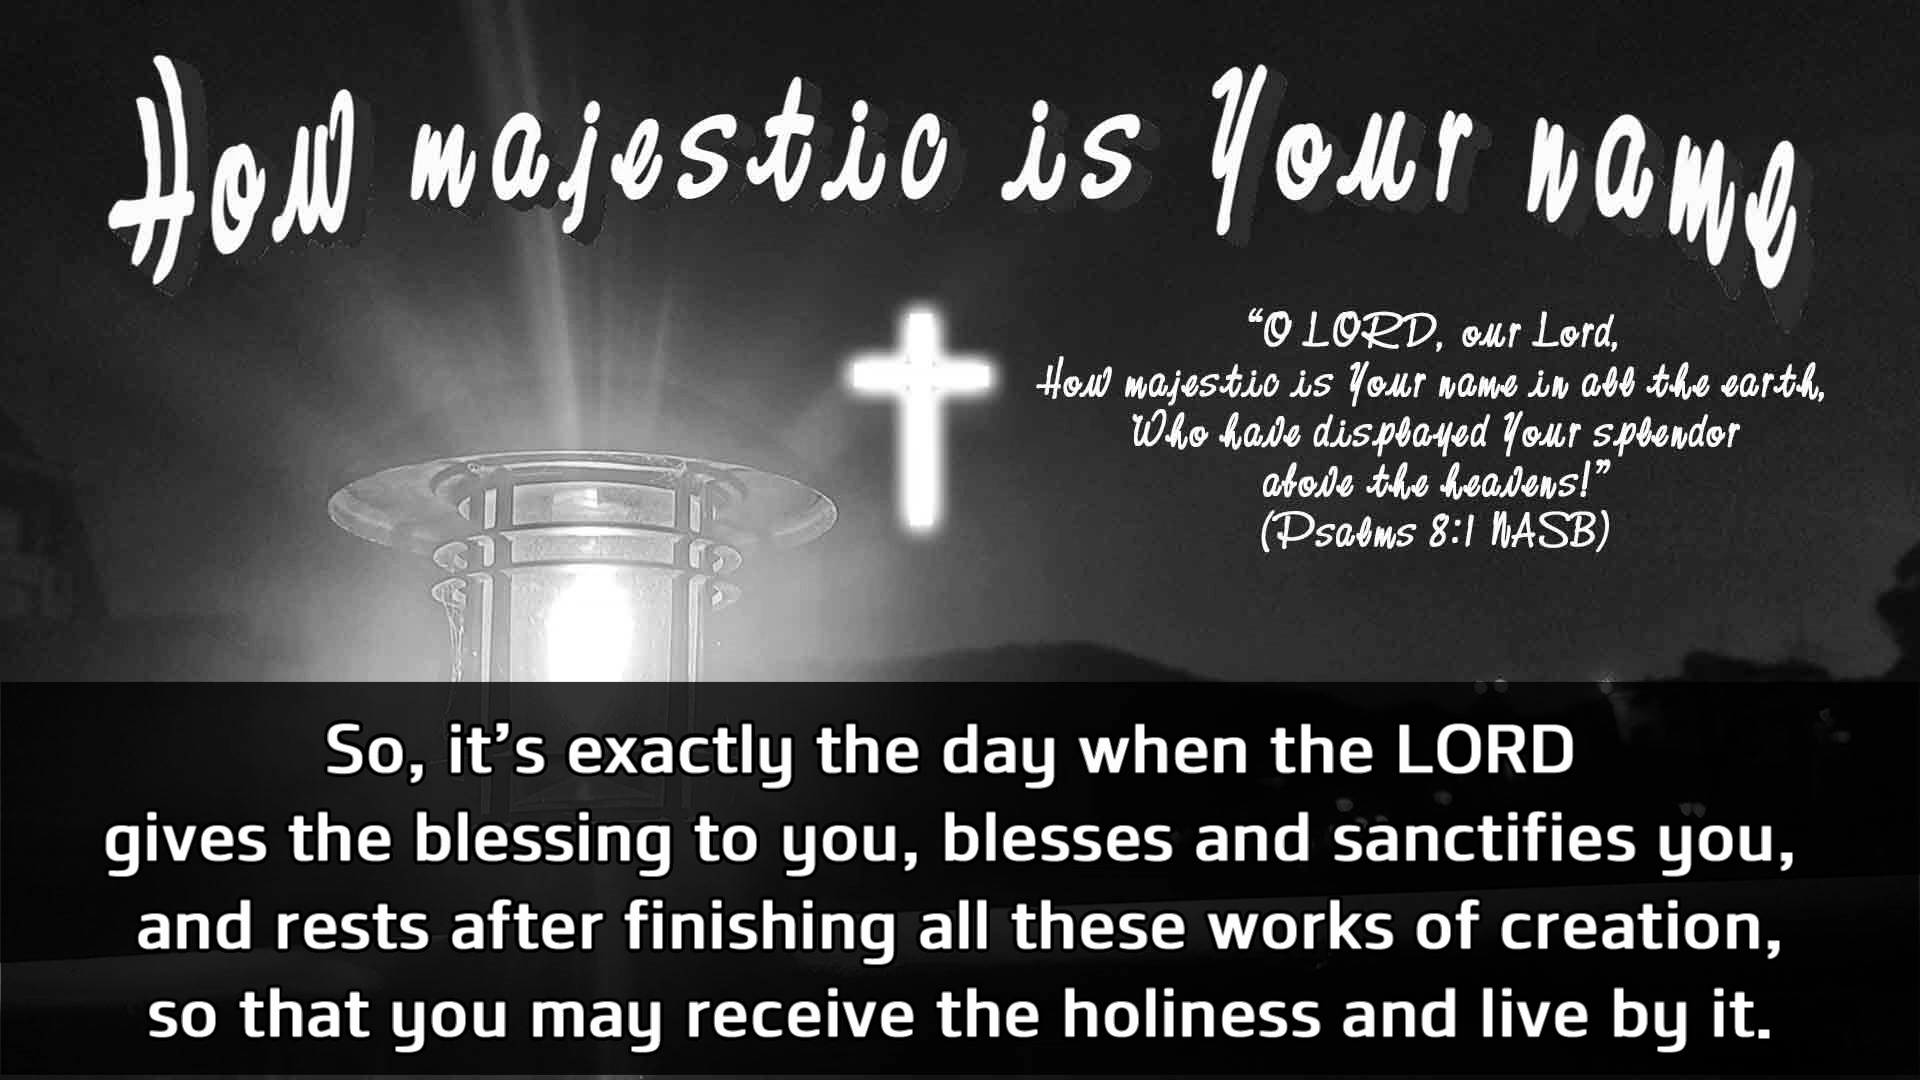 How majestic is Your name
“O LORD, our Lord,
How majestic is Your name in all the earth,
Who have displayed Your splendor
above the heavens!”
(Psalms 8:1 NASB)
So, it’s exactly the day when the LORD
gives the blessing to you, blesses and sanctifies you,
and rests after finishing all these works of creation,
so that you may receive the holiness and live by it.